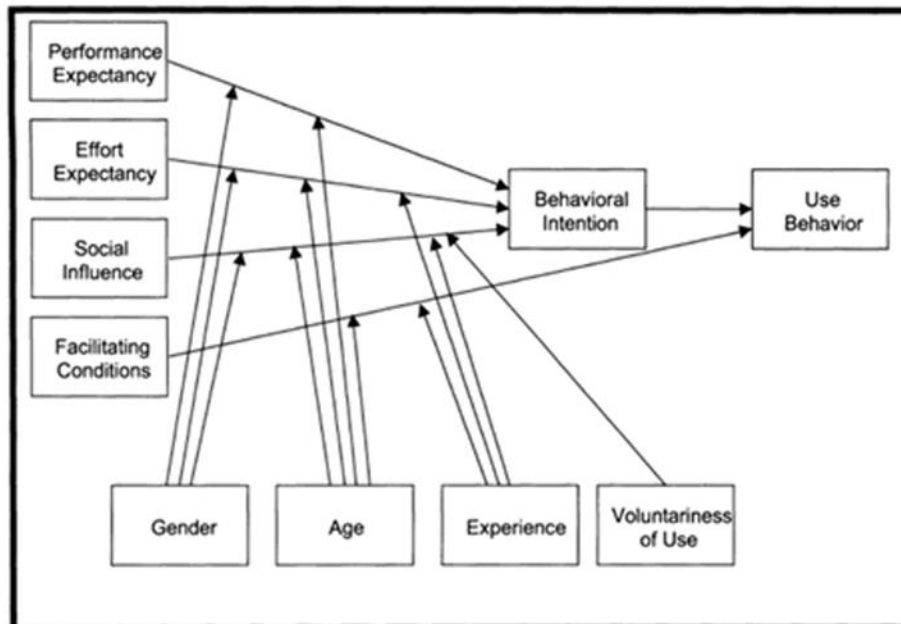 Performance
Expectancy
Effort
Expectancy
Social
Influence
Facilitating
Conditions
Behavioral
Intention
Use
Behavior
Gender
Age
Experience
Voluntariness
of Use